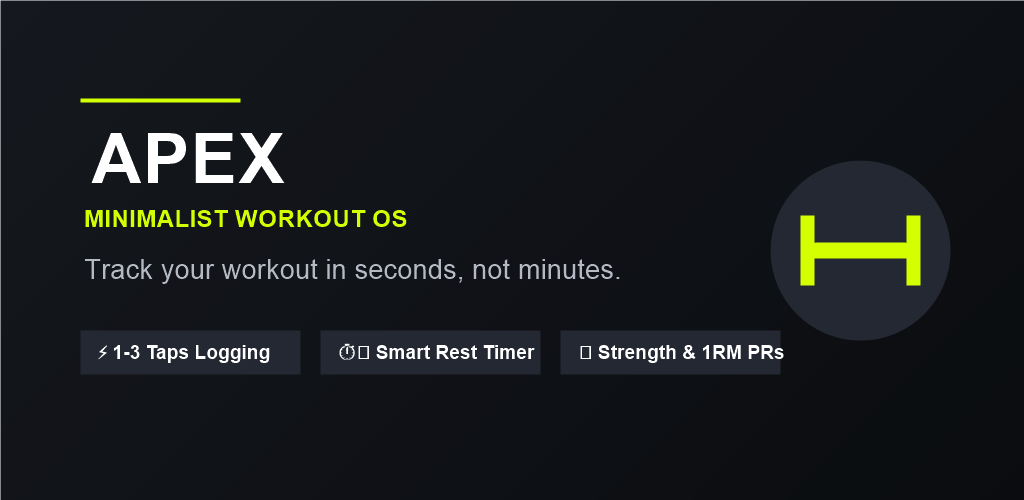 APEX
MINIMALIST WORKOUT OS
Track your workout in seconds, not minutes.
⚡ 1-3 Taps Logging
⏱□ Smart Rest Timer
□ Strength & 1RM PRs